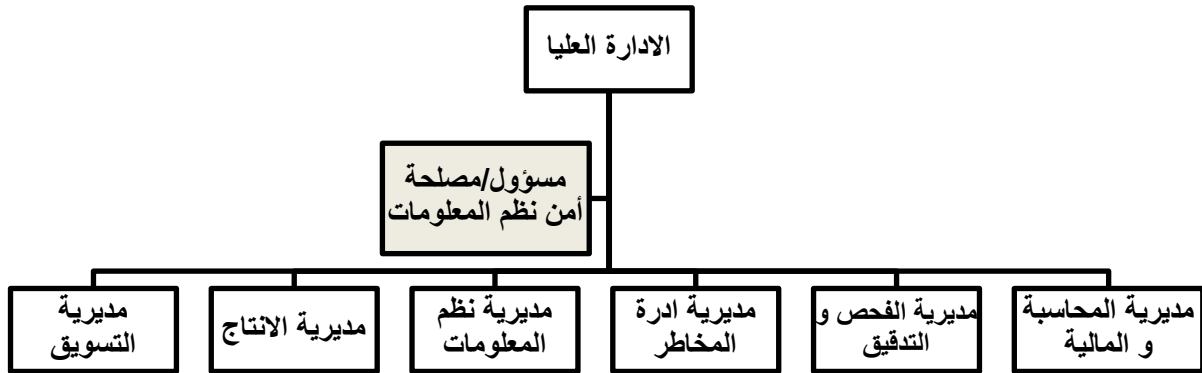 الادارة العليا
مسؤول/مصلحة
أمن نظم المعلومات
مديرية المحاسبة
و المالية
مديرية الفحص و
التدقيق
مديرية ادرة
المخاطر
مديرية نظم
المعلومات
مديرية الانتاج
مديرية
التسويق